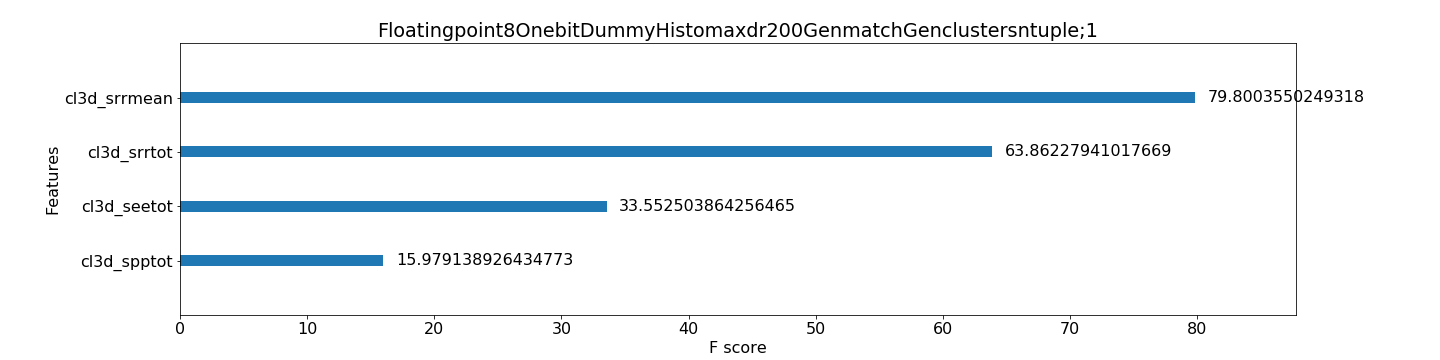 Floatingpoint8OnebitDummyHistomaxdr200GenmatchGenclustersntuple;1
cl3d_srrmean
79.8003550249318
cl3d_srrtot
63.86227941017669
cl3d_seetot
33.552503864256465
cl3d_spptot
15.979138926434773
Features
0 10 20 30 40 50 60 70 80
F score